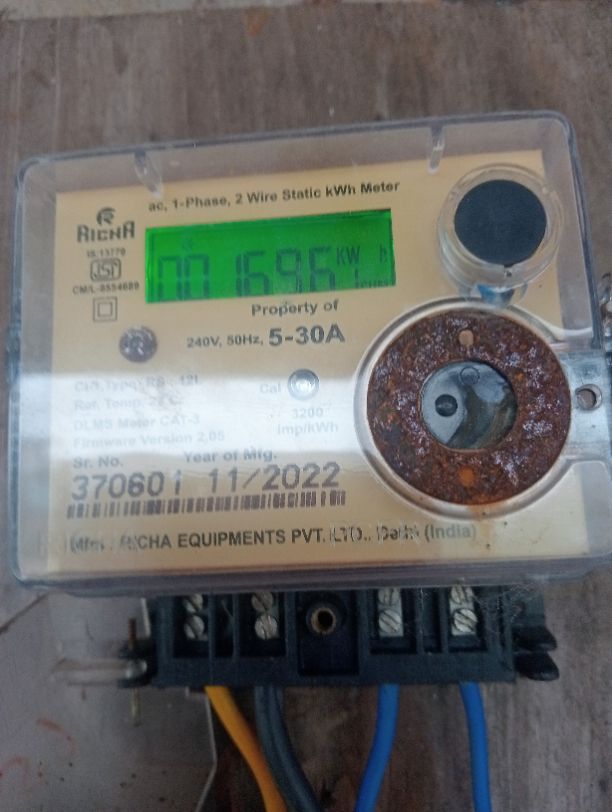 ac, 1-Phase, 2 Wire Static kWh Meter
RICHA
IS:13779
ISI
CM/L-8554689
001696 KW h
Property of
240V, 50Hz, 5-30A
Cal
3200
imp/kWh
Ref. Temp.
DLMS Meter CAT-3
Firmware Version 2.05
Sr. No. Year of Mfg.
370601 11/2022
Mfd : RICHA EQUIPMENTS PVT. LTD., Delhi (India)